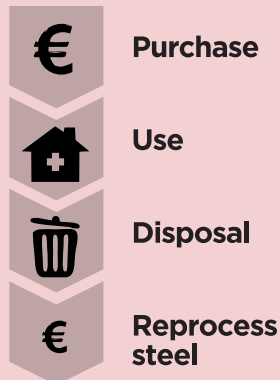 €
Purchase
Use
Disposal
€
Reprocess
steel